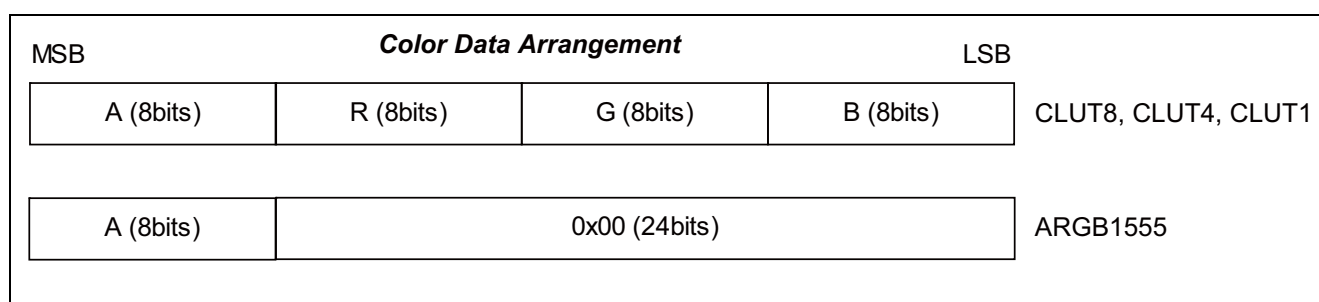 Color Data Arrangement
MSB LSB
A (8bits) R (8bits) G (8bits) B (8bits) CLUT8, CLUT4, CLUT1
A (8bits) 0x00 (24bits) ARGB1555